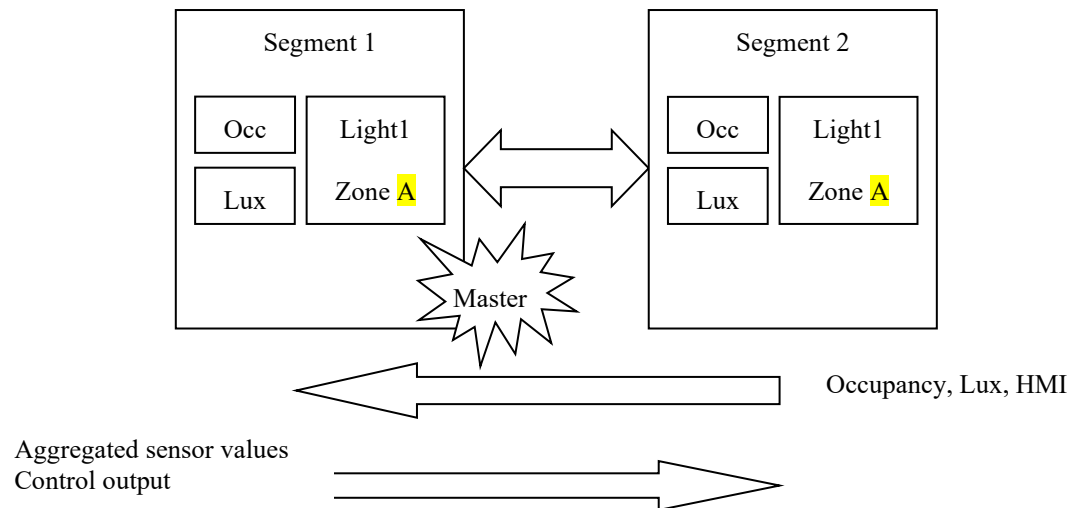 Segment 1
Occ
Lux
Light1
Zone A
Segment 2
Occ
Lux
Light1
Zone A
Master
Occupancy, Lux, HMI
Aggregated sensor values
Control output